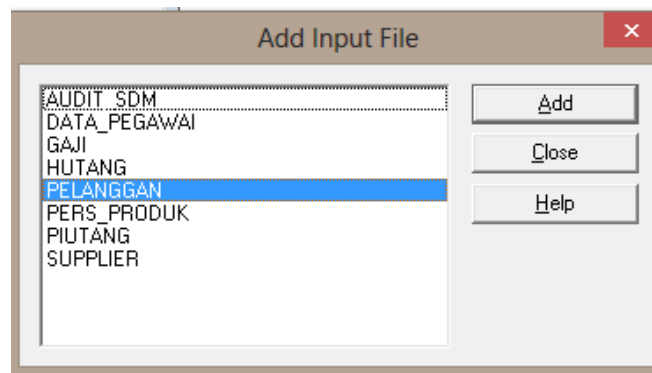 Add Input File
AUDIT_SDM
DATA_PEGAWAI
GAJI
HUTANG
PELANGGAN
PERS_PRODUK
PIUTANG
SUPPLIER
Add
Close
Help